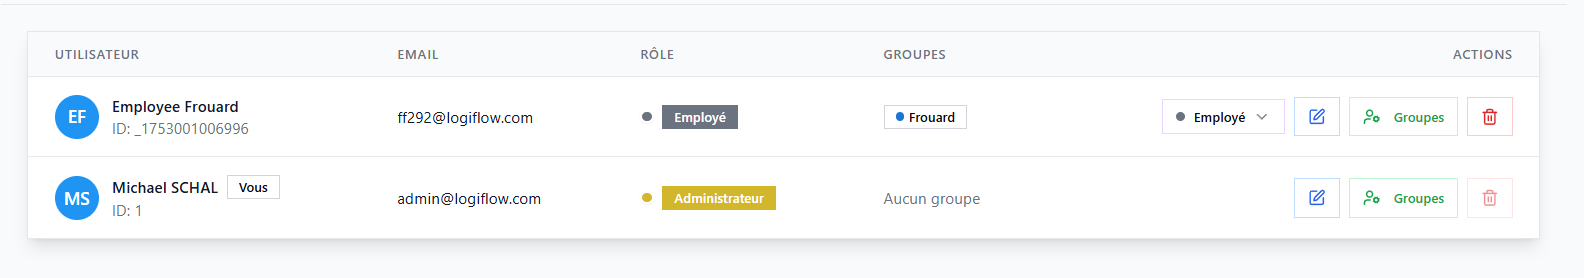 UTILISATEUR EMAIL RÔLE GROUPES ACTIONS
EF Employee Frouard ff292@logiflow.com Employé Frouard Employé Groupes
ID: _1753001006996
MS Michael SCHAL Vous admin@logiflow.com Administrateur Aucun groupe Groupes
ID: 1